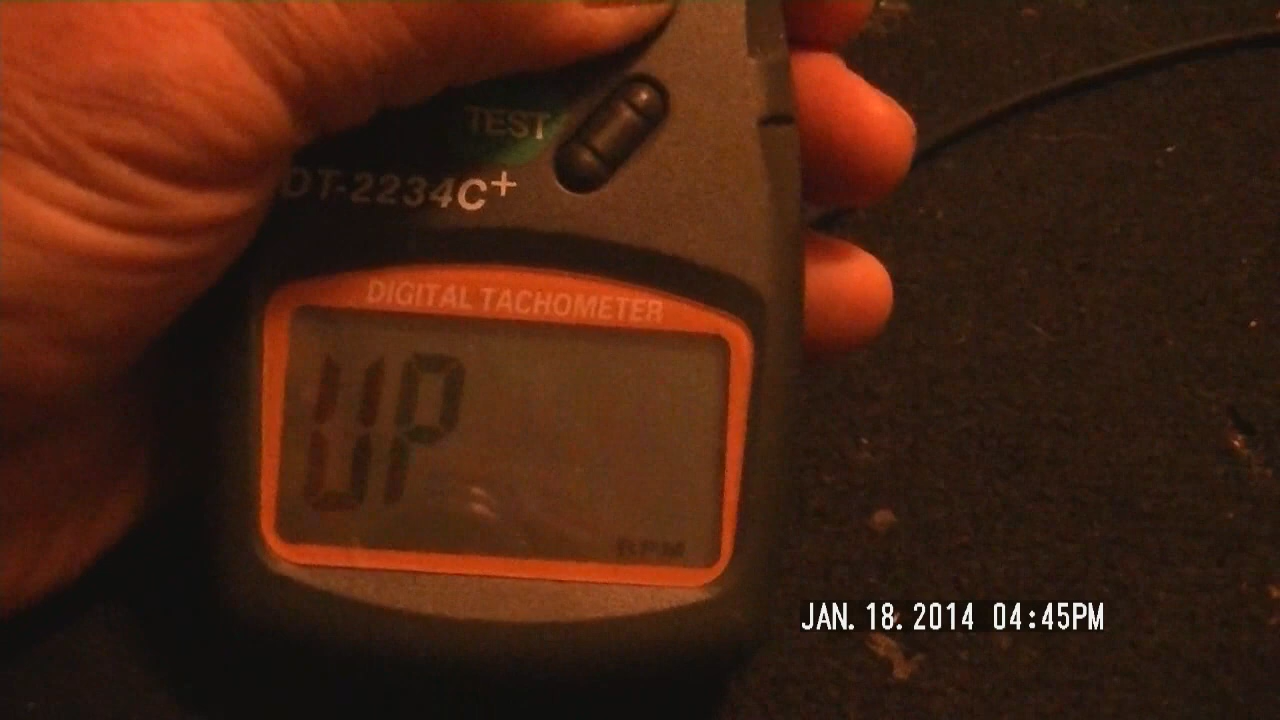 TEST
DT-2234C+
DIGITAL TACHOMETER
UP
RPM
JAN. 18. 2014 04:45PM